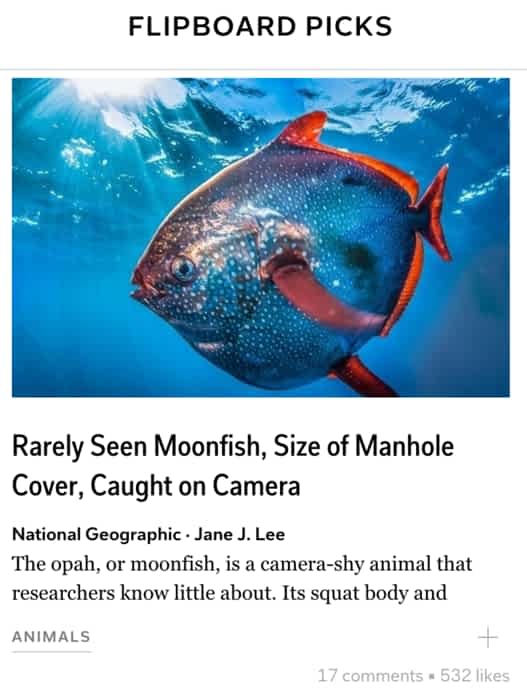 FLIPBOARD PICKS
Rarely Seen Moonfish, Size of Manhole
Cover, Caught on Camera
National Geographic · Jane J. Lee
The opah, or moonfish, is a camera-shy animal that
researchers know little about. Its squat body and
ANIMALS
17 comments ▪ 532 likes